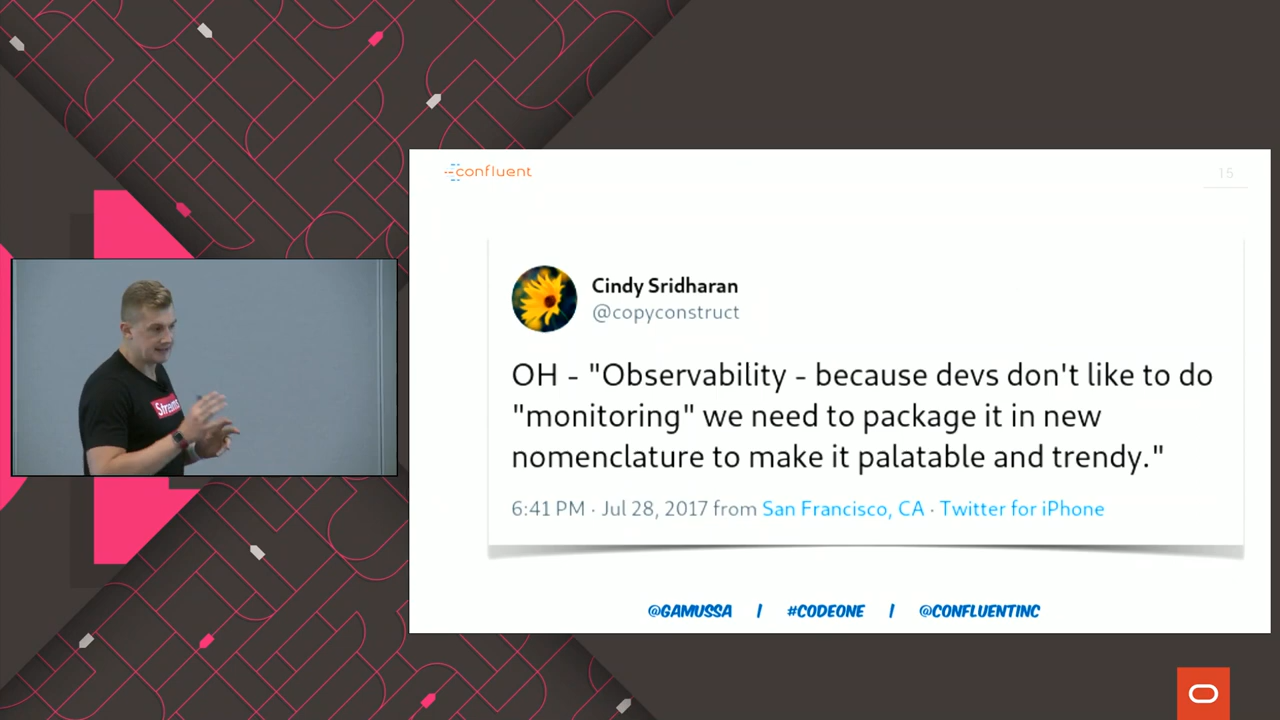 confluent
15
Cindy Sridharan
@copyconstruct
OH - "Observability - because devs don't like to do
"monitoring" we need to package it in new
nomenclature to make it palatable and trendy."
6:41 PM · Jul 28, 2017 from San Francisco, CA · Twitter for iPhone
@GAMUSSA | #CODEONE | @CONFLUENTINC